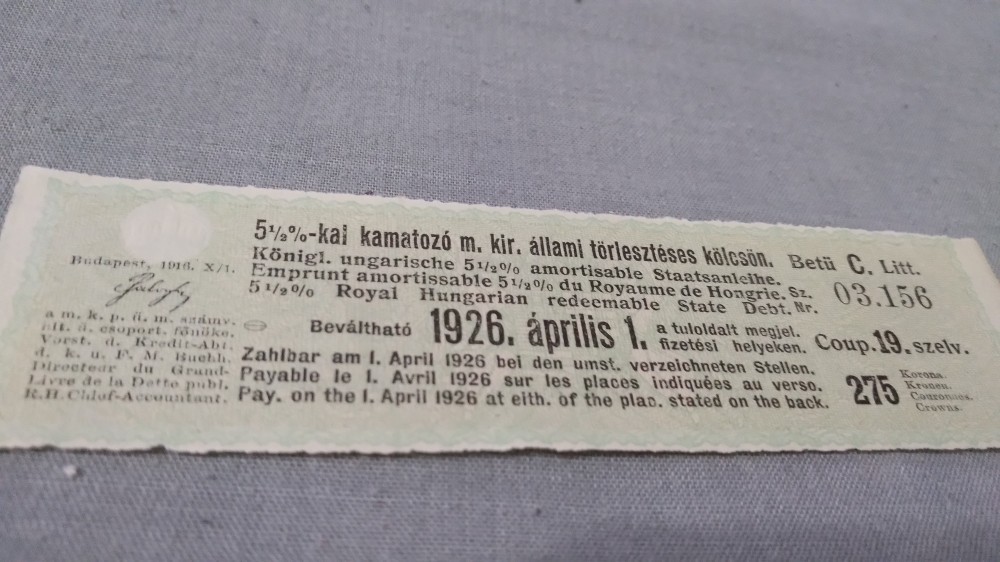 5½%-kal kamatozó m. kir. állami törlesztéses kölcsön.
Königl. ungarische 5½% amortisable Staatsanleihe.
Emprunt amortissable 5½% du Royaume de Hongrie.
5½% Royal Hungarian redeemable State Debt.
Betü C. Litt.
Sz. Nr. 03.156
Budapest, 1916. X/1.
a m. k. p. ü. m. számv.
csoport. főnöke.
Vorst. d. Kredit-Abt.
d. k. u. F. M. Buchh.
Directeur du Grand-
Livre de la Dette publ.
R.H. Chief-Accountant.
Beváltható 1926. április 1. a tuloldalt megjel. fizetési helyeken.
Coup. 19. szelv.
Zahlbar am 1. April 1926 bei den umst. verzeichneten Stellen.
Payable le 1. Avril 1926 sur les places indiquées au verso.
Pay. on the 1. April 1926 at eith. of the plac. stated on the back.
275
Korona.
Kronen.
Couronnes.
Crowns.